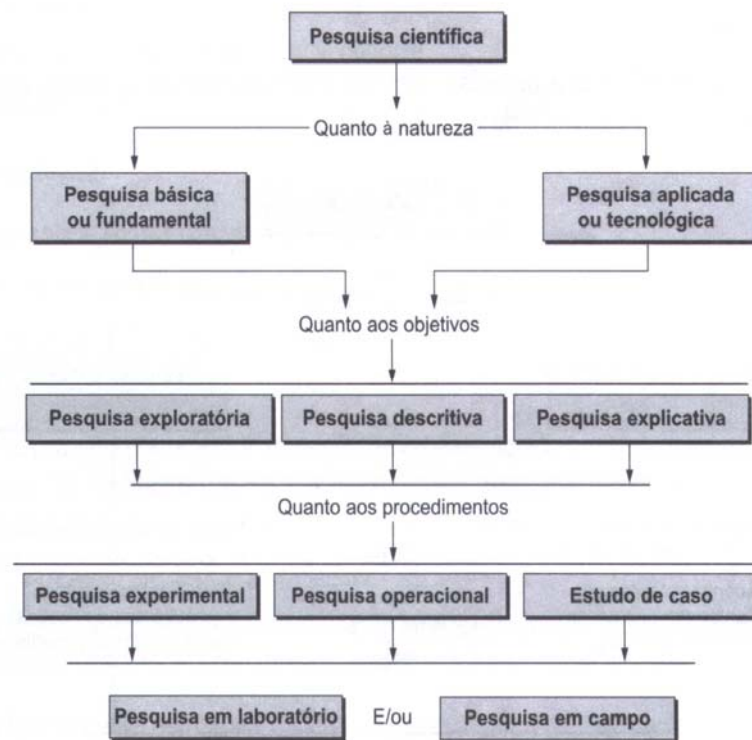 Pesquisa científica
Quanto à natureza
Pesquisa básica
ou fundamental
Pesquisa aplicada
ou tecnológica
Quanto aos objetivos
Pesquisa exploratória
Pesquisa descritiva
Pesquisa explicativa
Quanto aos procedimentos
Pesquisa experimental
Pesquisa operacional
Estudo de caso
Pesquisa em laboratório
E/ou
Pesquisa em campo